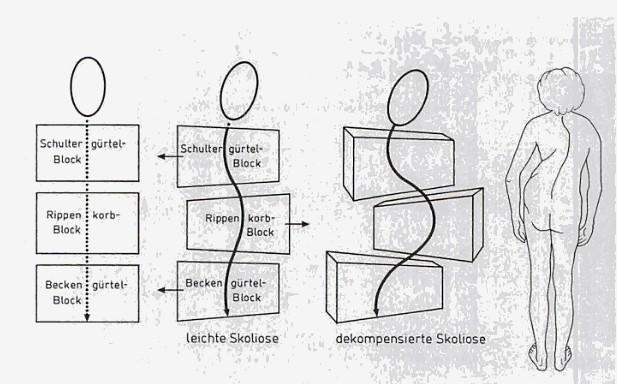 Schulter gürtel-
Block
Rippen korb-
Block
Becken gürtel-
Block
Schulter gürtel-
Block
Rippen korb-
Block
Becken gürtel-
Block
leichte Skoliose
dekompensierte Skoliose